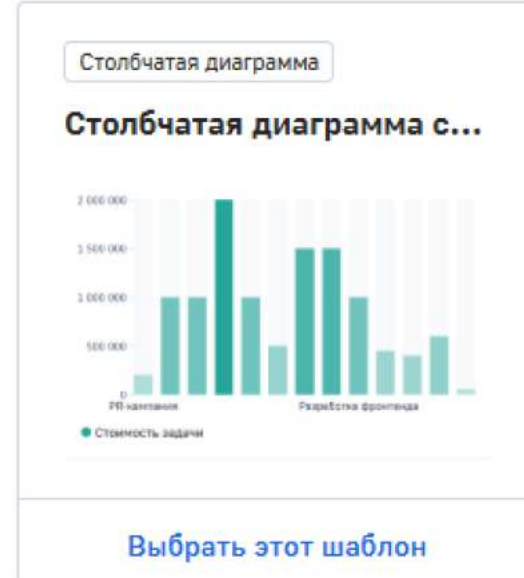 Столбчатая диаграмма
Столбчатая диаграмма с...
2 000 000
1 500 000
1 000 000
500 000
0
PR-кампания Разработка фронтенда
Стоимость задачи
Выбрать этот шаблон